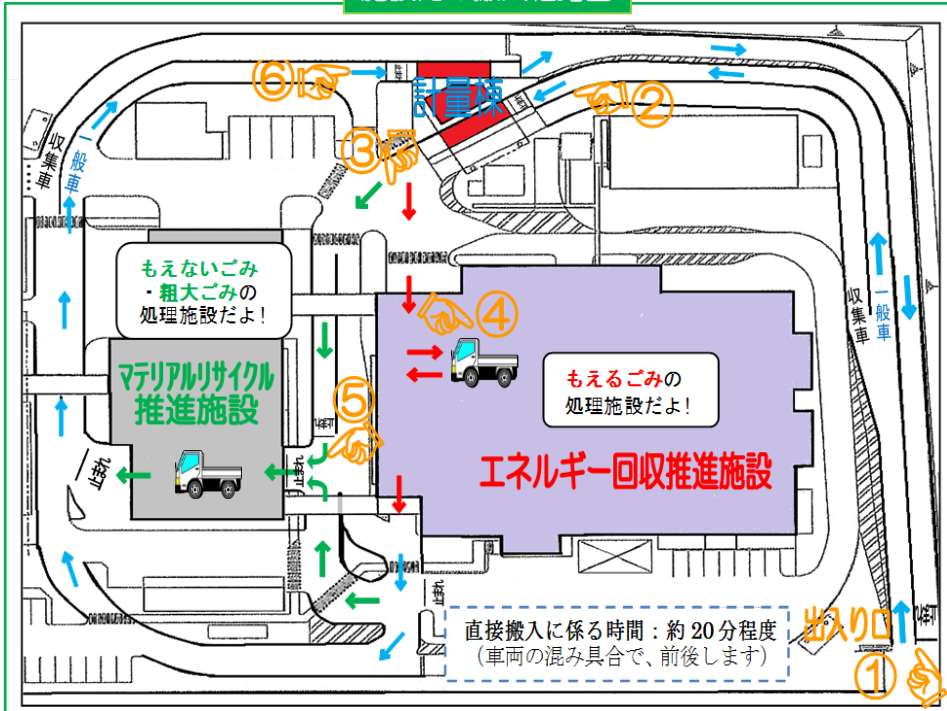 ⑥
計量棟
②
③
収集車
一般車
もえないごみ
・粗大ごみの
処理施設だよ！
④
マテリアルリサイクル
推進施設
⑤
もえるごみの
処理施設だよ！
エネルギー回収推進施設
収集車
一般車
止まれ
止まれ
止まれ
直接搬入に係る時間：約20分程度
（車両の混み具合で、前後します）
出入り口
①